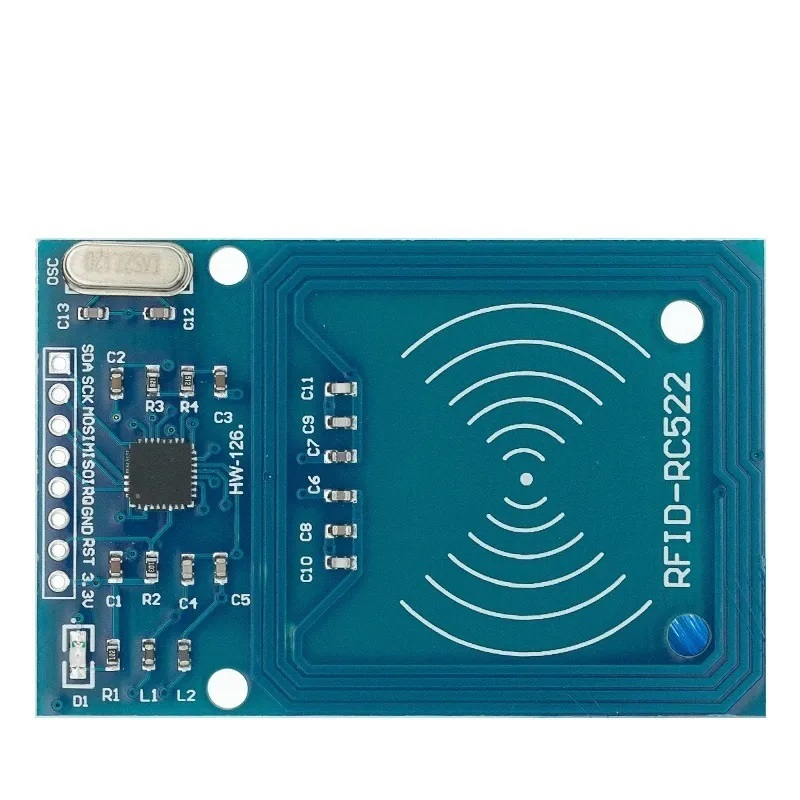 OSC
C13
C12
SDA SCK MOSI MISO IRQ GND RST 3.3V
C2
R3
R4
C3
HW-126.
C1
R2
C4
C5
D1
R1
L1
L2
C11
C9
C7
C6
C8
C10
RFID-RC522